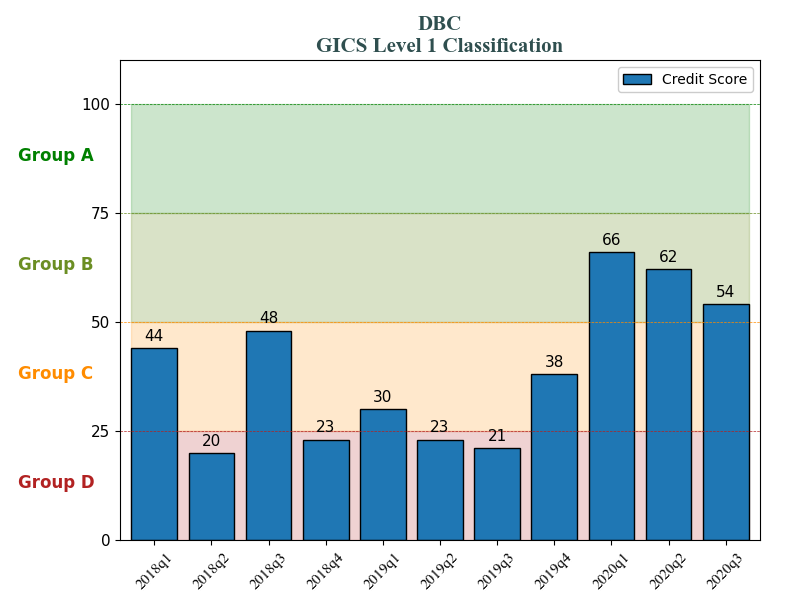 DBC
GICS Level 1 Classification
Credit Score
100
Group A
75
66
Group B
62
54
50
48
44
38
Group C
30
25
23
23
21
20
Group D
0
2018q1
2018q2
2018q3
2018q4
2019q1
2019q2
2019q3
2019q4
2020q1
2020q2
2020q3